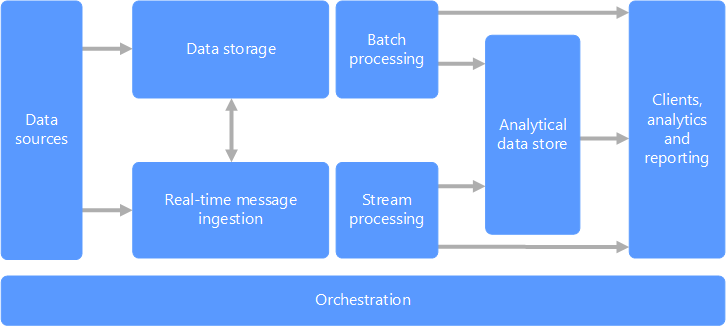 Data
sources
Data storage
Real-time message
ingestion
Batch
processing
Stream
processing
Analytical
data store
Clients,
analytics
and
reporting
Orchestration